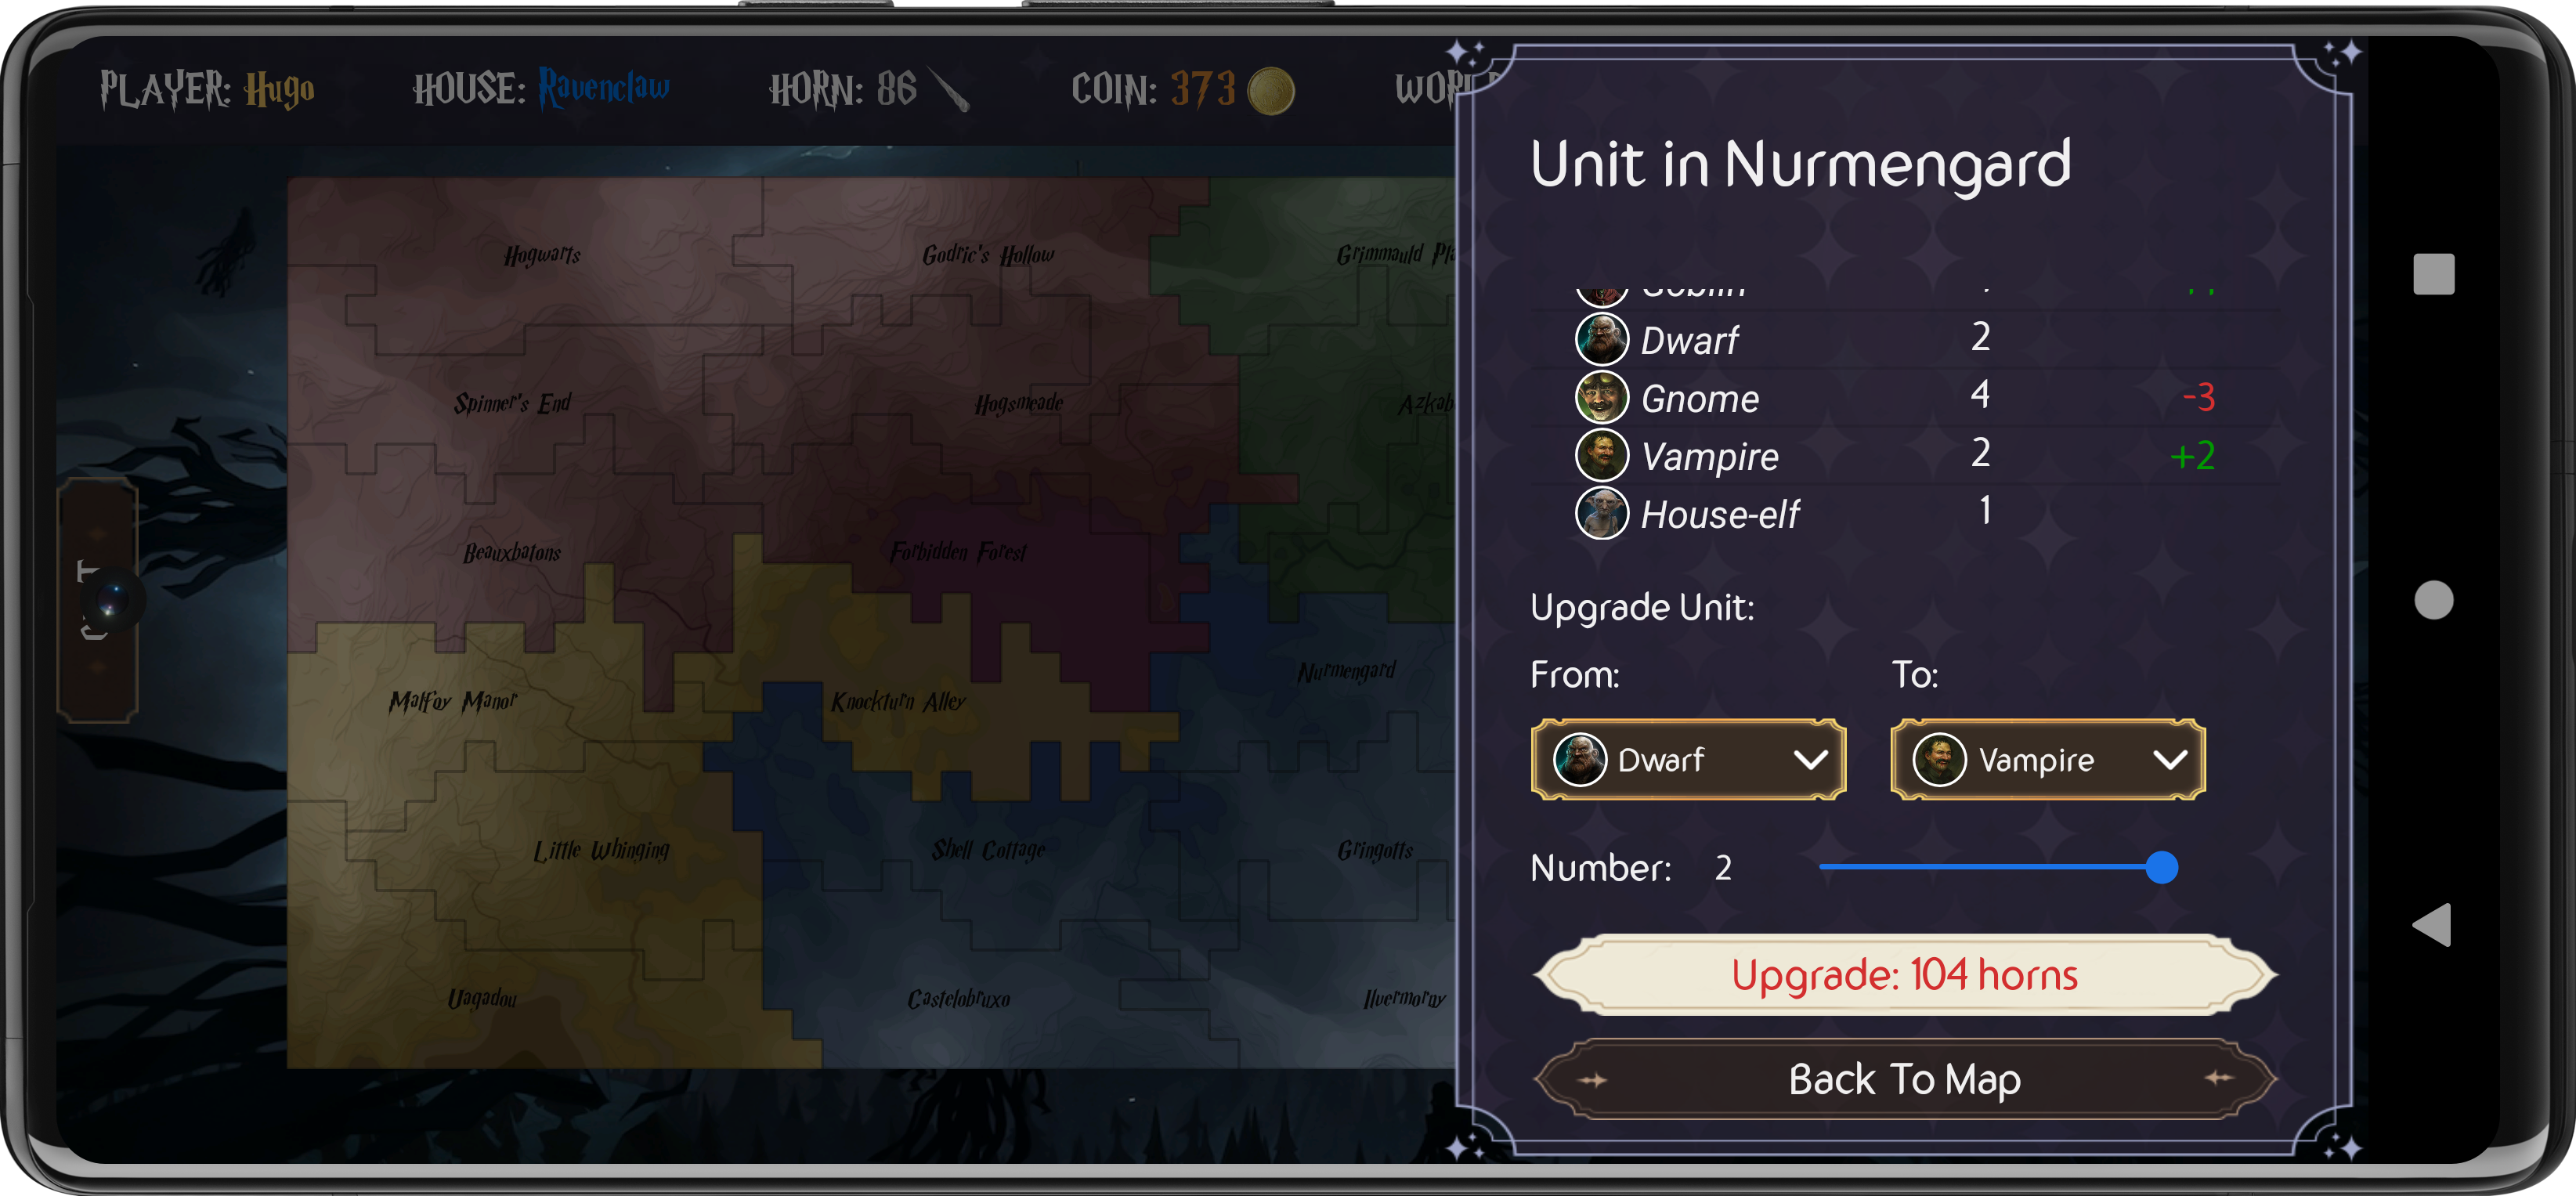 PLAYER: Hugo
HOUSE: Ravenclaw
HORN: 86
COIN: 373
Unit in Nurmengard
Goblin
Dwarf 2
Gnome 4 -3
Vampire 2 +2
House-elf 1
Upgrade Unit:
From: To:
Dwarf Vampire
Number: 2
Upgrade: 104 horns
Back To Map
Hogwarts
Godric's Hollow
Grimmauld
Spinner's End
Hogsmeade
Beauxbatons
Forbidden Forest
Malfoy Manor
Knockturn Alley
Nurmengard
Little Whinging
Shell Cottage
Gringotts
Uagadou
Castelobruxo
Ilvermorny